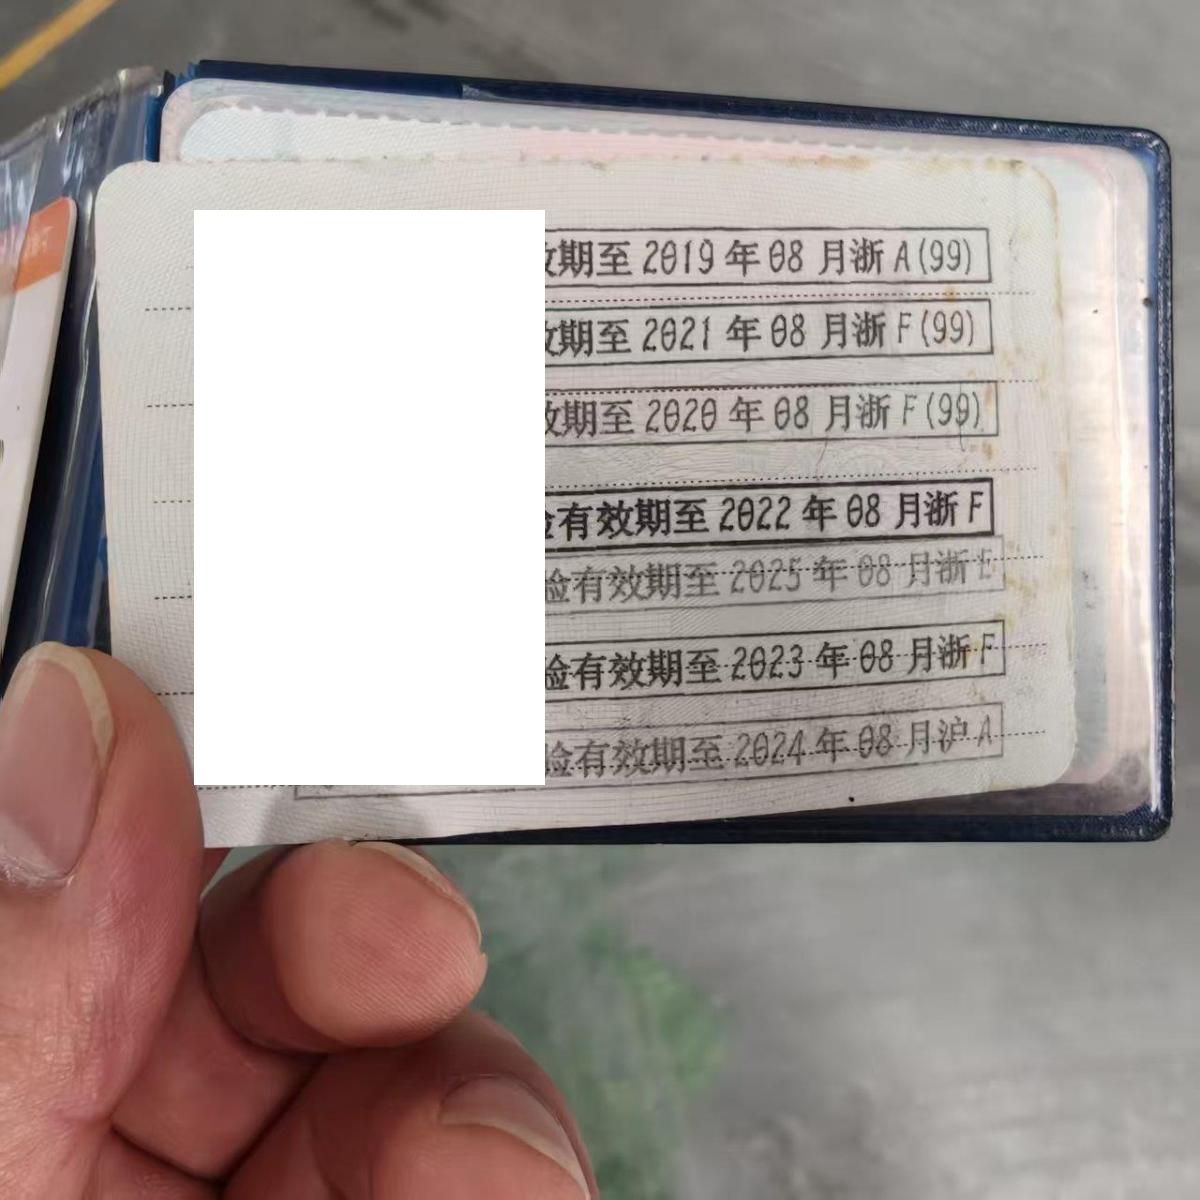 期至 2019 年 08 月浙 A (99)
期至 2021 年 08 月浙 F (99)
效期至 2020 年 08 月浙 F (99)
有效期至 2022 年 08 月浙 F
验有效期至 2025 年 08 月浙 E
验有效期至 2023 年 08 月浙 F
验有效期至 2024 年 08 月沪 A